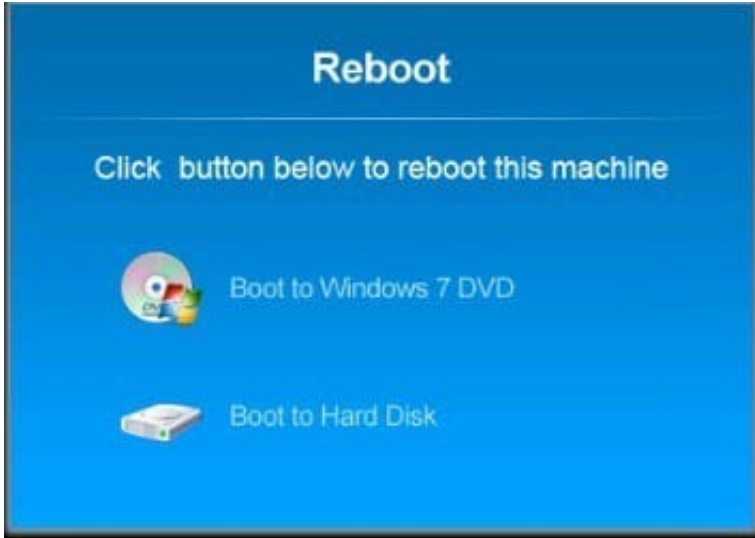 Reboot
Click button below to reboot this machine
Boot to Windows 7 DVD
Boot to Hard Disk